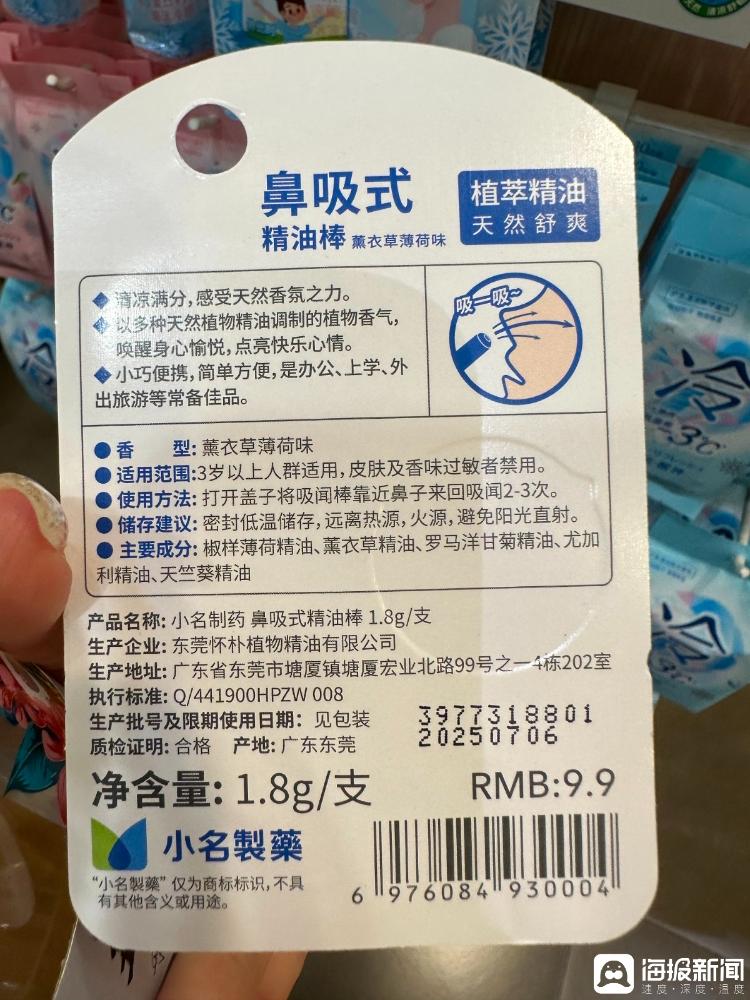 鼻吸式
精油棒 薰衣草薄荷味
植萃精油
天然舒爽
◆ 清凉满分,感受天然香氛之力。
◆ 以多种天然植物精油调制的植物香气,
唤醒身心愉悦,点亮快乐心情。
◆ 小巧便携,简单方便,是办公、上学、外
出旅游等常备佳品。
吸一吸~
● 香 型: 薰衣草薄荷味
● 适用范围:3岁以上人群适用,皮肤及香味过敏者禁用。
● 使用方法: 打开盖子将吸闻棒靠近鼻子来回吸闻2-3次。
● 储存建议: 密封低温储存,远离热源,火源,避免阳光直射。
● 主要成分: 椒样薄荷精油、薰衣草精油、罗马洋甘菊精油、尤加
利精油、天竺葵精油
产品名称: 小名制药 鼻吸式精油棒 1.8g/支
生产企业: 东莞怀朴植物精油有限公司
生产地址: 广东省东莞市塘厦镇塘厦宏业北路99号之一4栋202室
执行标准: Q/441900HPZW 008
生产批号及限期使用日期: 见包装
质检证明: 合格 产地: 广东东莞
3977318801
20250706
净含量: 1.8g/支
RMB:9.9
小名製藥
“小名製藥” 仅为商标标识,不具
有其他含义或用途。
6 976084 930004
冷
-3℃
冷
海报新闻
速度·深度·温度